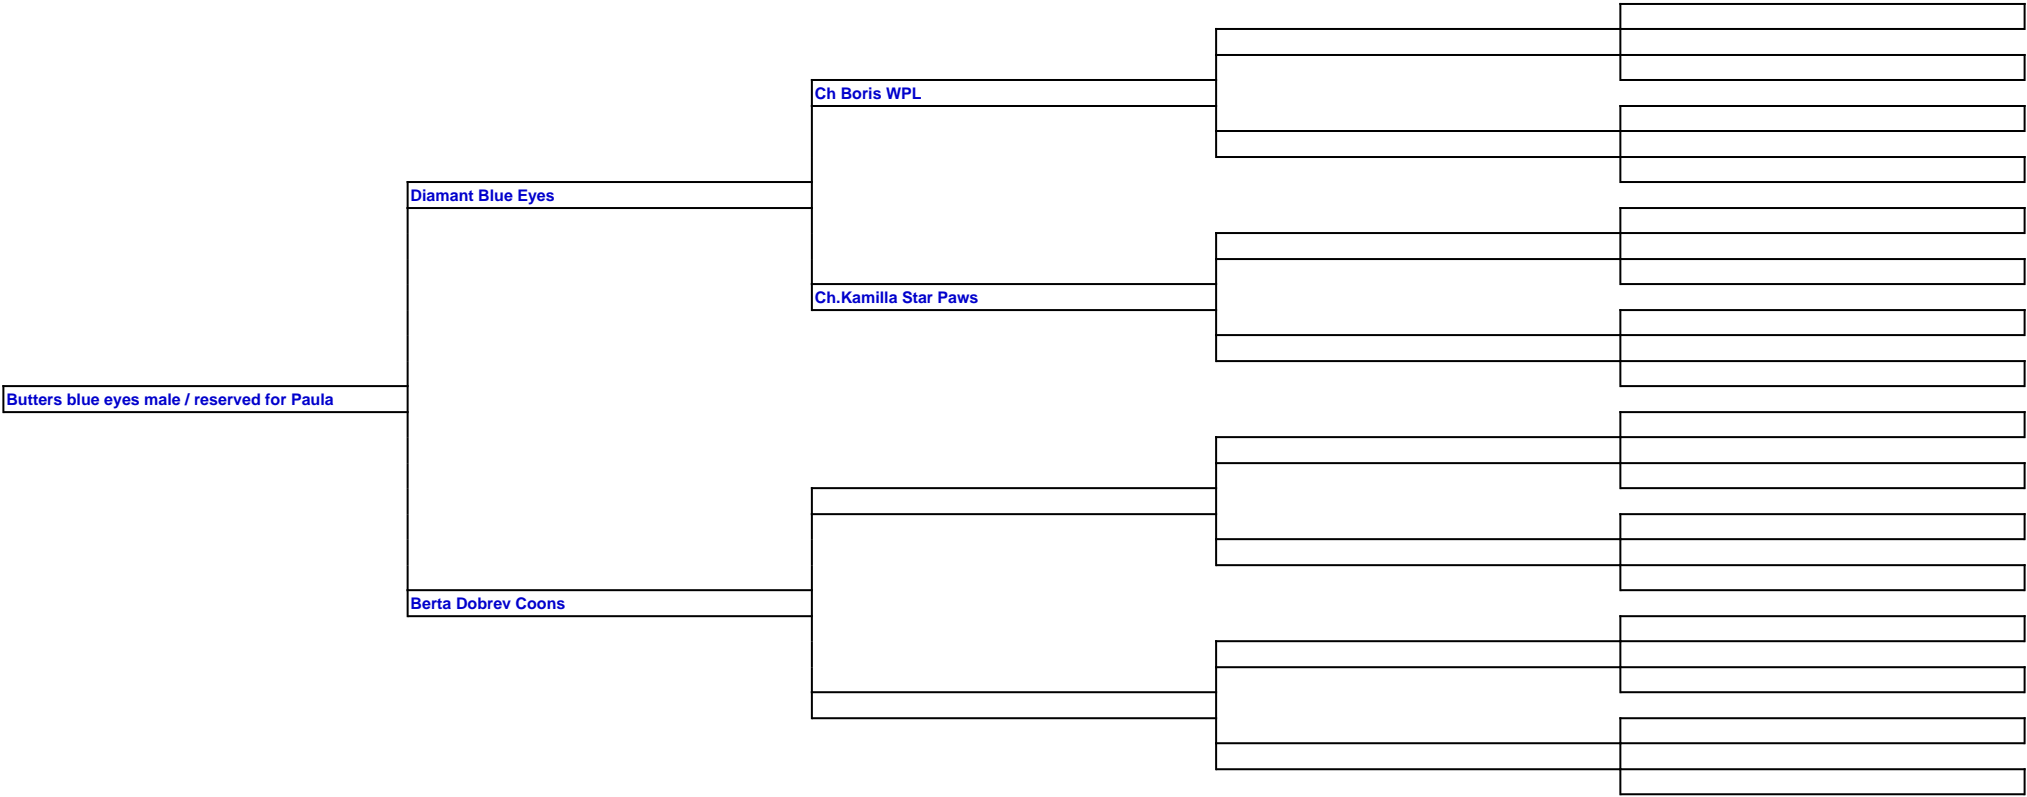 Ch Boris WPL
Diamant Blue Eyes
Ch.Kamilla Star Paws
Butters blue eyes male / reserved for Paula
Berta Dobrev Coons